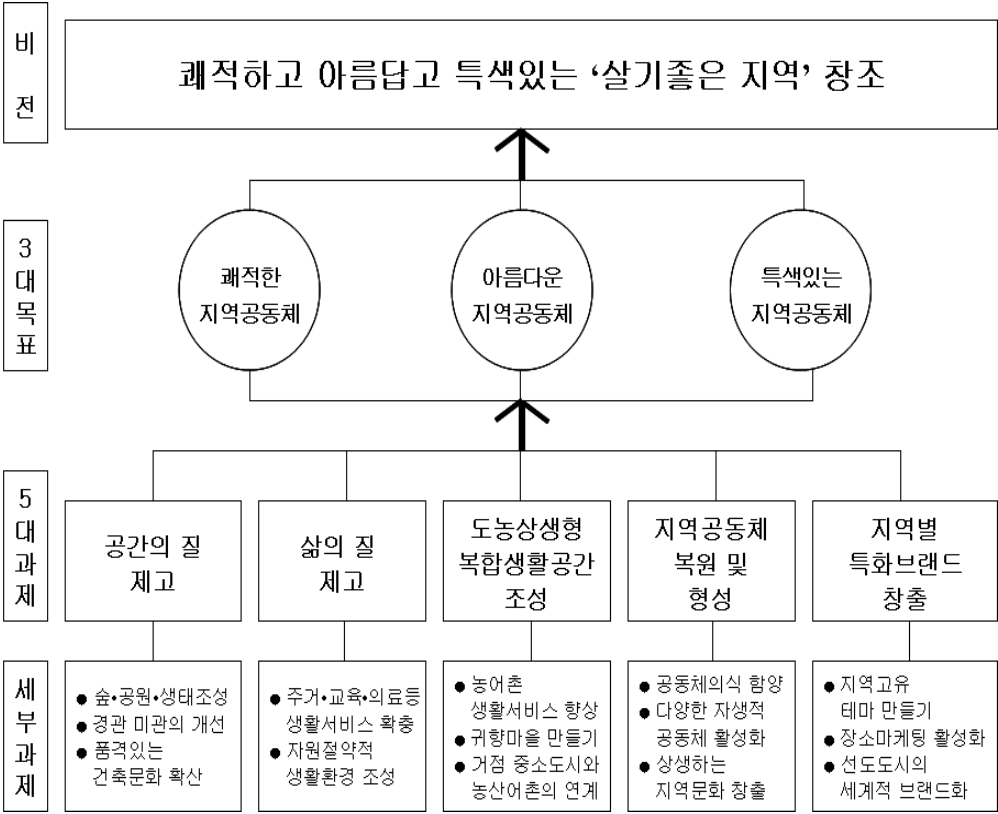 비
전
쾌적하고 아름답고 특색있는 ‘살기좋은 지역’ 창조
3
대
목
표
쾌적한
지역공동체
아름다운
지역공동체
특색있는
지역공동체
5
대
과
제
공간의 질
제고
삶의 질
제고
도농상생형
복합생활공간
조성
지역공동체
복원 및
형성
지역별
특화브랜드
창출
세
부
과
제
● 숲•공원•생태조성
● 경관 미관의 개선
● 품격있는
건축문화 확산
● 주거•교육•의료등
생활서비스 확충
● 자원절약적
생활환경 조성
● 농어촌
생활서비스 향상
● 귀향마을 만들기
● 거점 중소도시와
농산어촌의 연계
● 공동체의식 함양
● 다양한 자생적
공동체 활성화
● 상생하는
지역문화 창출
● 지역고유
테마 만들기
● 장소마케팅 활성화
● 선도도시의
세계적 브랜드화